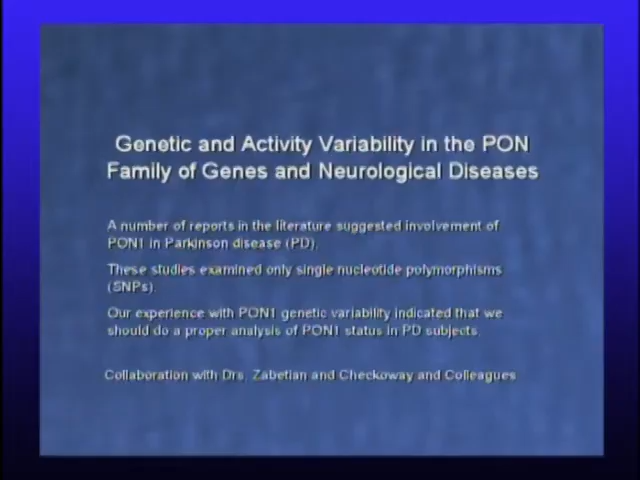 Genetic and Activity Variability in the PON
Family of Genes and Neurological Diseases
A number of reports in the literature suggested involvement of
PON1 in Parkinson disease (PD).
These studies examined only single nucleotide polymorphisms
(SNPs).
Our experience with PON1 genetic variability indicated that we
should do a proper analysis of PON1 status in PD subjects.
Collaboration with Drs. Zabetian and Checkoway and Colleagues